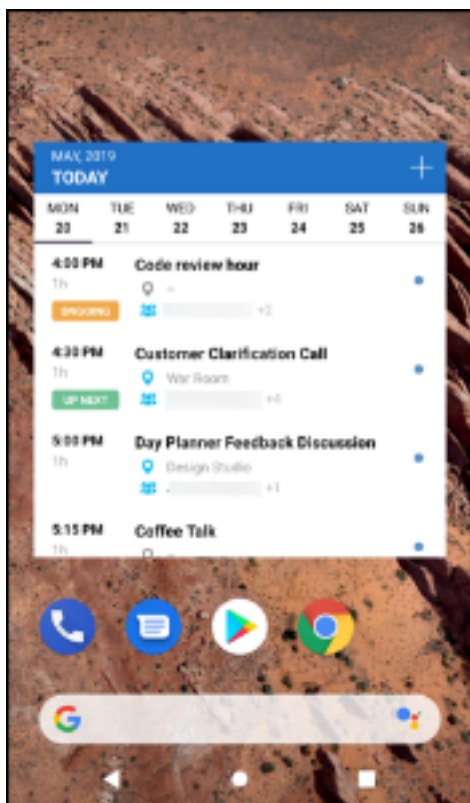 MAY, 2019
TODAY
MON TUE WED THU FRI SAT SUN
20 21 22 23 24 25 26
4:00 PM Code review hour
1h –
ONGOING +2
4:30 PM Customer Clarification Call
1h War Room
UP NEXT +4
5:00 PM Day Planner Feedback Discussion
1h Design Studio
+1
5:15 PM Coffee Talk
1h –